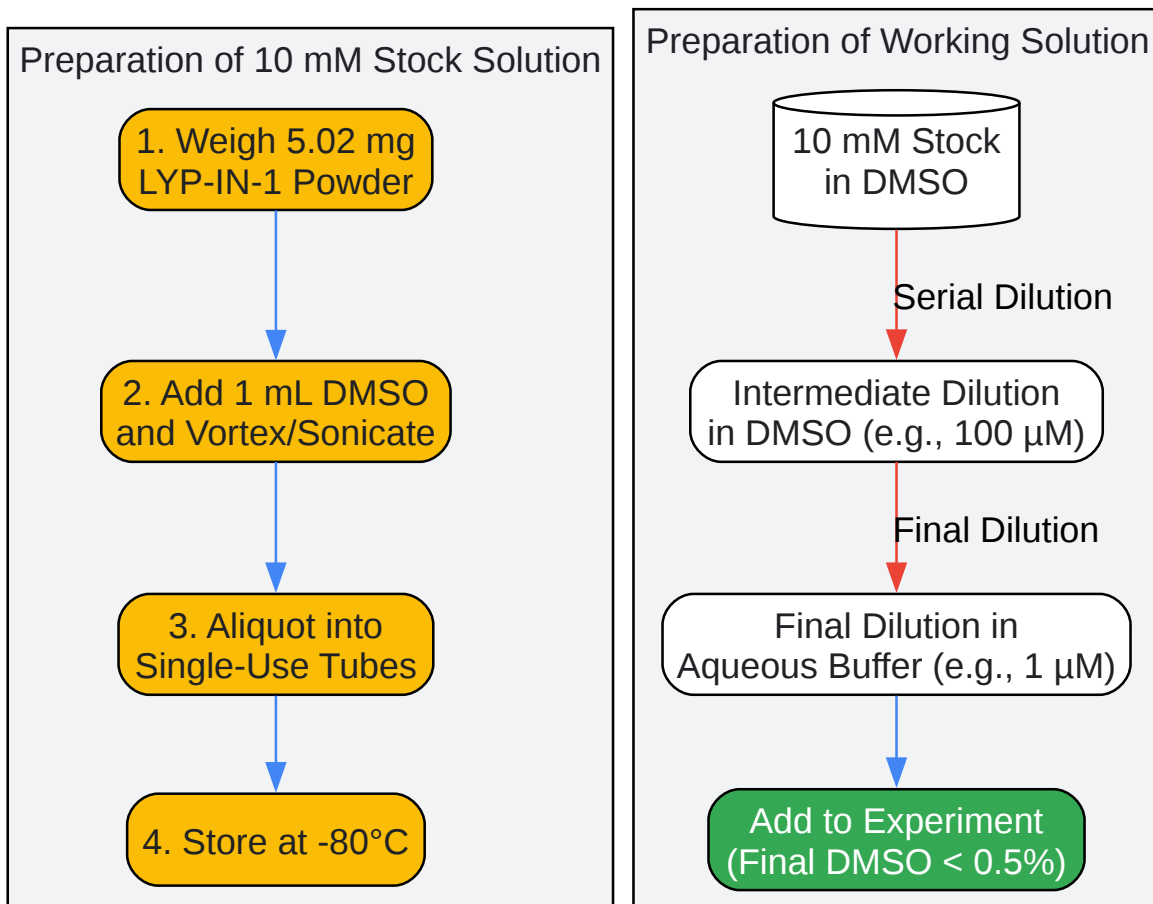 Preparation of 10 mM Stock Solution
1. Weigh 5.02 mg
LYP-IN-1 Powder
2. Add 1 mL DMSO
and Vortex/Sonicate
3. Aliquot into
Single-Use Tubes
4. Store at -80°C
Preparation of Working Solution
10 mM Stock
in DMSO
Serial Dilution
Intermediate Dilution
in DMSO (e.g., 100 µM)
Final Dilution
Final Dilution in
Aqueous Buffer (e.g., 1 µM)
Add to Experiment
(Final DMSO < 0.5%)